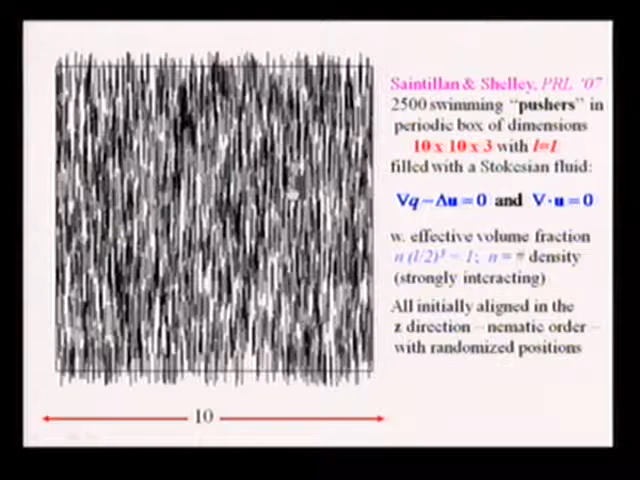 Saintillan & Shelley, PRL '07
2500 swimming "pushers" in
periodic box of dimensions
10 x 10 x 3 with l=1
filled with a Stokesian fluid:
∇q − Δu = 0 and ∇·u = 0
w. effective volume fraction
n (l/2)³ = 1; n = # density
(strongly interacting)
All initially aligned in the
z direction – nematic order –
with randomized positions
10